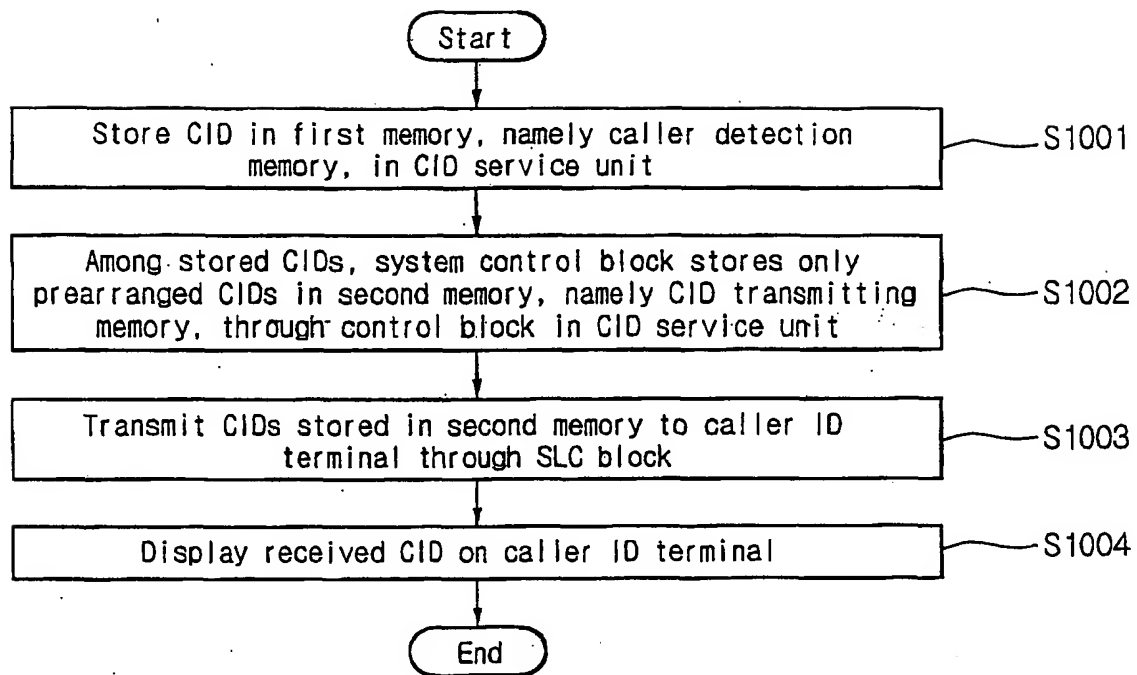 Start
Store CID in first memory, namely caller detection
memory, in CID service unit
S1001
Among stored CIDs, system control block stores only
prearranged CIDs in second memory, namely CID transmitting
memory, through control block in CID service unit
S1002
Transmit CIDs stored in second memory to caller ID
terminal through SLC block
S1003
Display received CID on caller ID terminal
S1004
End